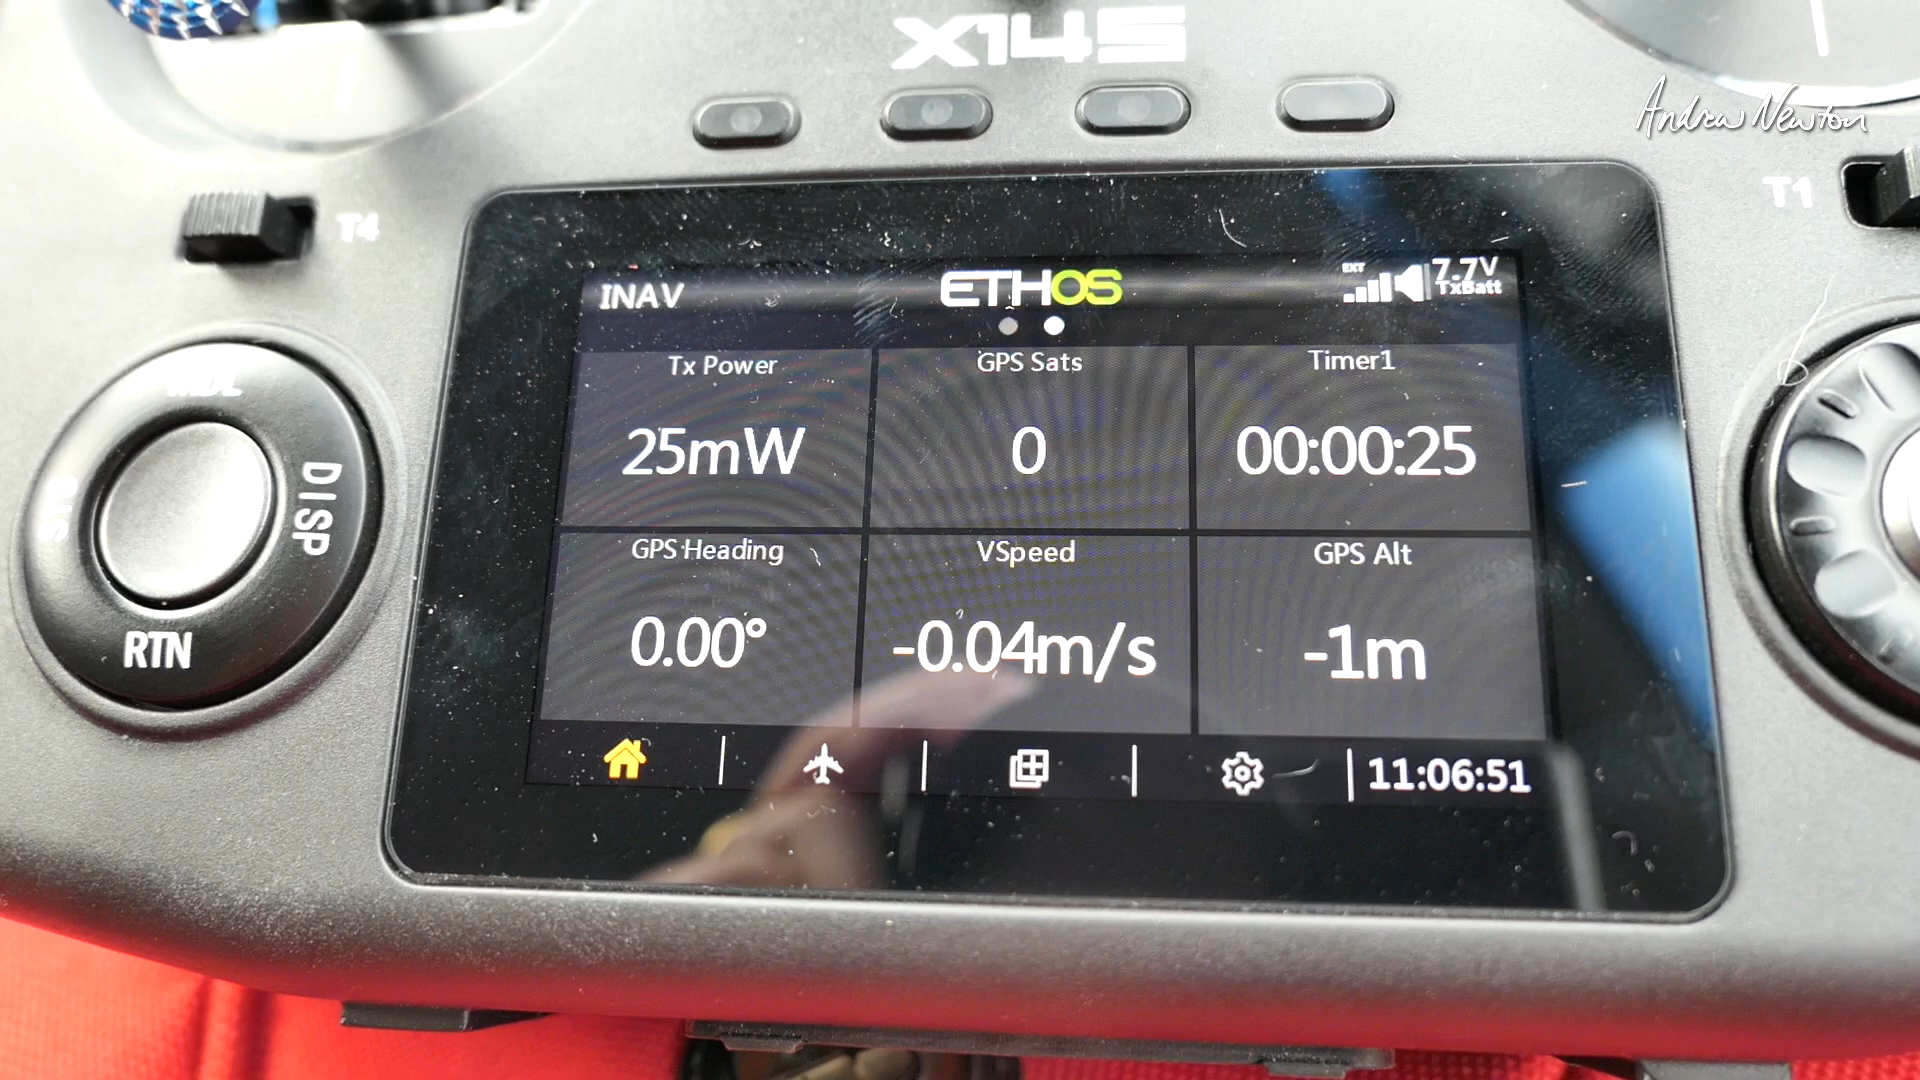 X14S
Andrew Newton
T4
T1
INAV
ETHOS
EXT
7.7V
TxBatt
Tx Power
GPS Sats
Timer1
25mW
0
00:00:25
GPS Heading
VSpeed
GPS Alt
0.00°
-0.04m/s
-1m
11:06:51
MDL
DISP
RTN